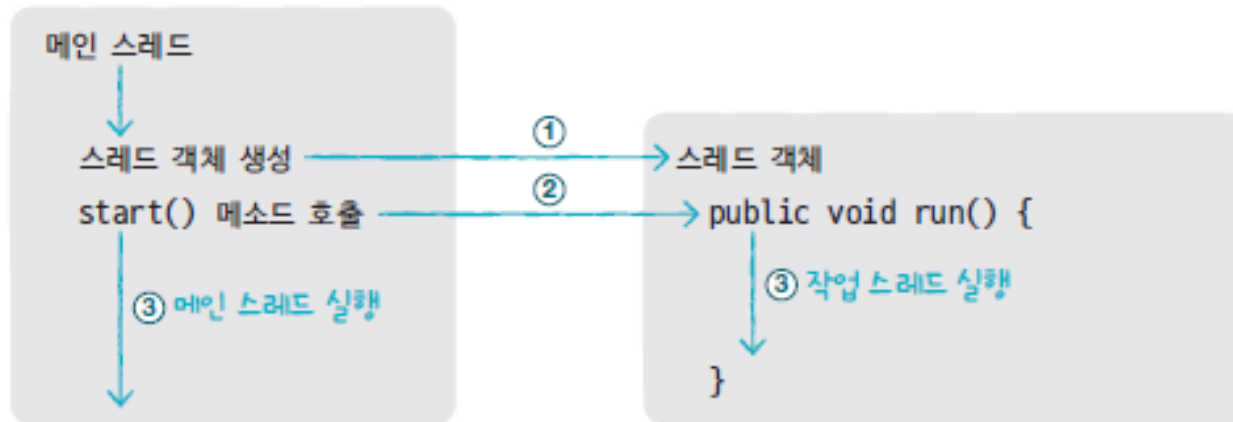 메인 스레드
①
스레드 객체 생성
스레드 객체
②
start() 메소드 호출
public void run() {
③ 메인 스레드 실행
③ 작업 스레드 실행
}